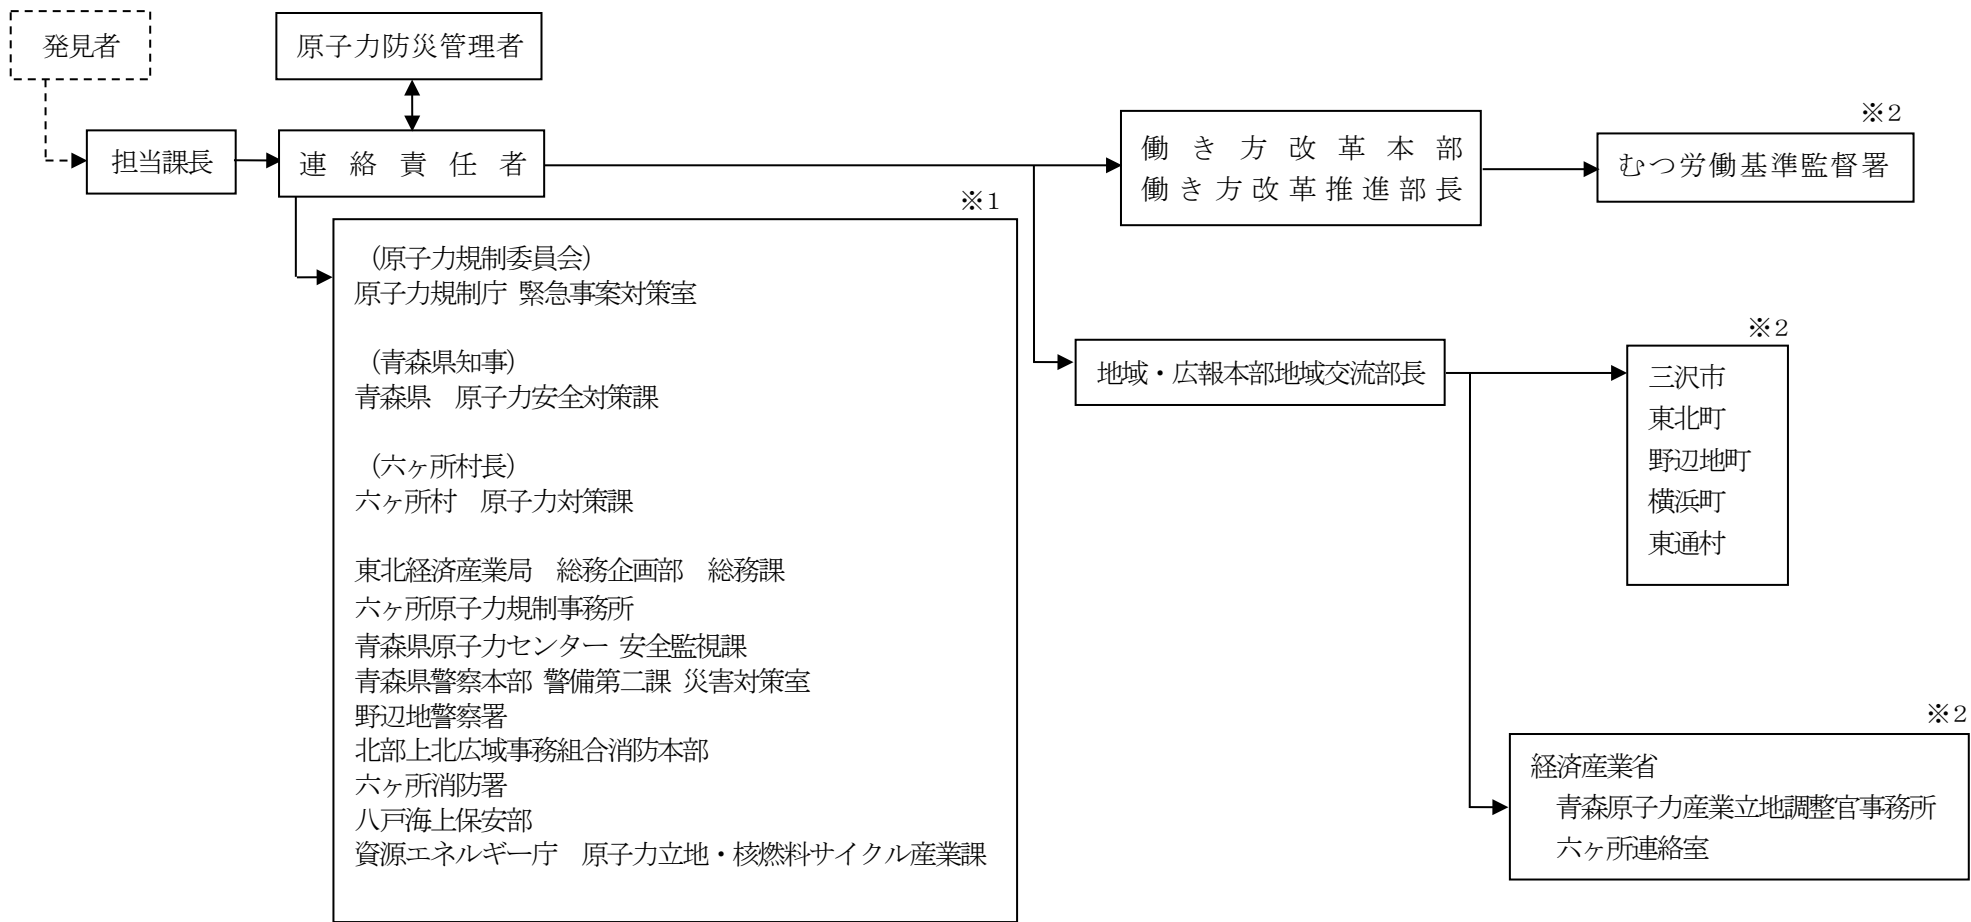 発見者
原子力防災管理者
担当課長
連絡責任者
働き方改革本部
働き方改革推進部長
※2
むつ労働基準監督署
※1
(原子力規制委員会)
原子力規制庁 緊急事案対策室
(青森県知事)
青森県　原子力安全対策課
(六ヶ所村長)
六ヶ所村　原子力対策課
東北経済産業局　総務企画部　総務課
六ヶ所原子力規制事務所
青森県原子力センター 安全監視課
青森県警察本部 警備第二課 災害対策室
野辺地警察署
北部上北広域事務組合消防本部
六ヶ所消防署
八戸海上保安部
資源エネルギー庁　原子力立地・核燃料サイクル産業課
地域・広報本部地域交流部長
※2
三沢市
東北町
野辺地町
横浜町
東通村
※2
経済産業省
青森原子力産業立地調整官事務所
六ヶ所連絡室